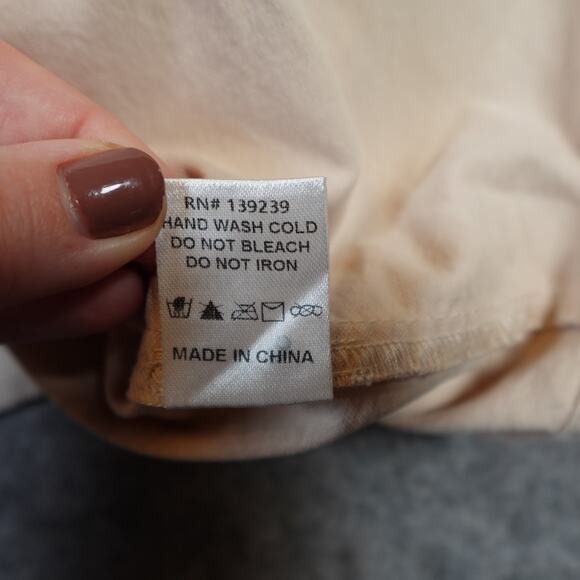 RN# 139239
HAND WASH COLD
DO NOT BLEACH
DO NOT IRON
MADE IN CHINA